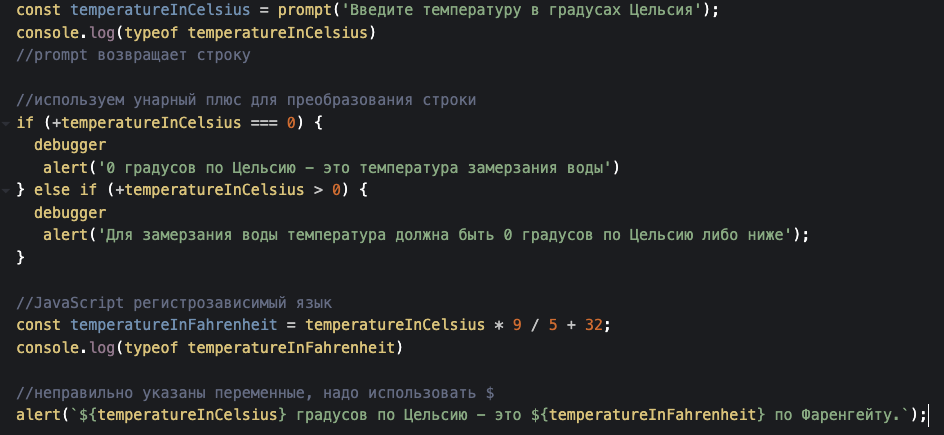 const temperatureInCelsius = prompt('Введите температуру в градусах Цельсия');
console.log(typeof temperatureInCelsius)
//prompt возвращает строку
//используем унарный плюс для преобразования строки
if (+temperatureInCelsius === 0) {
debugger
alert('0 градусов по Цельсию – это температура замерзания воды')
} else if (+temperatureInCelsius > 0) {
debugger
alert('Для замерзания воды температура должна быть 0 градусов по Цельсию либо ниже');
}
//JavaScript регистрозависимый язык
const temperatureInFahrenheit = temperatureInCelsius * 9 / 5 + 32;
console.log(typeof temperatureInFahrenheit)
//неправильно указаны переменные, надо использовать $
alert(`${temperatureInCelsius} градусов по Цельсию – это ${temperatureInFahrenheit} по Фаренгейту.`);